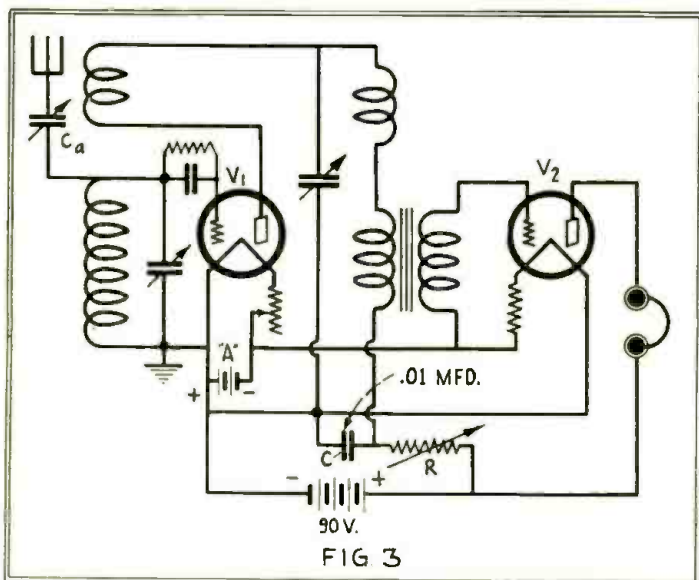 Ca
V1
V2
"A"
+
-
.01 MFD.
C
R
-
+
90 V.
FIG 3